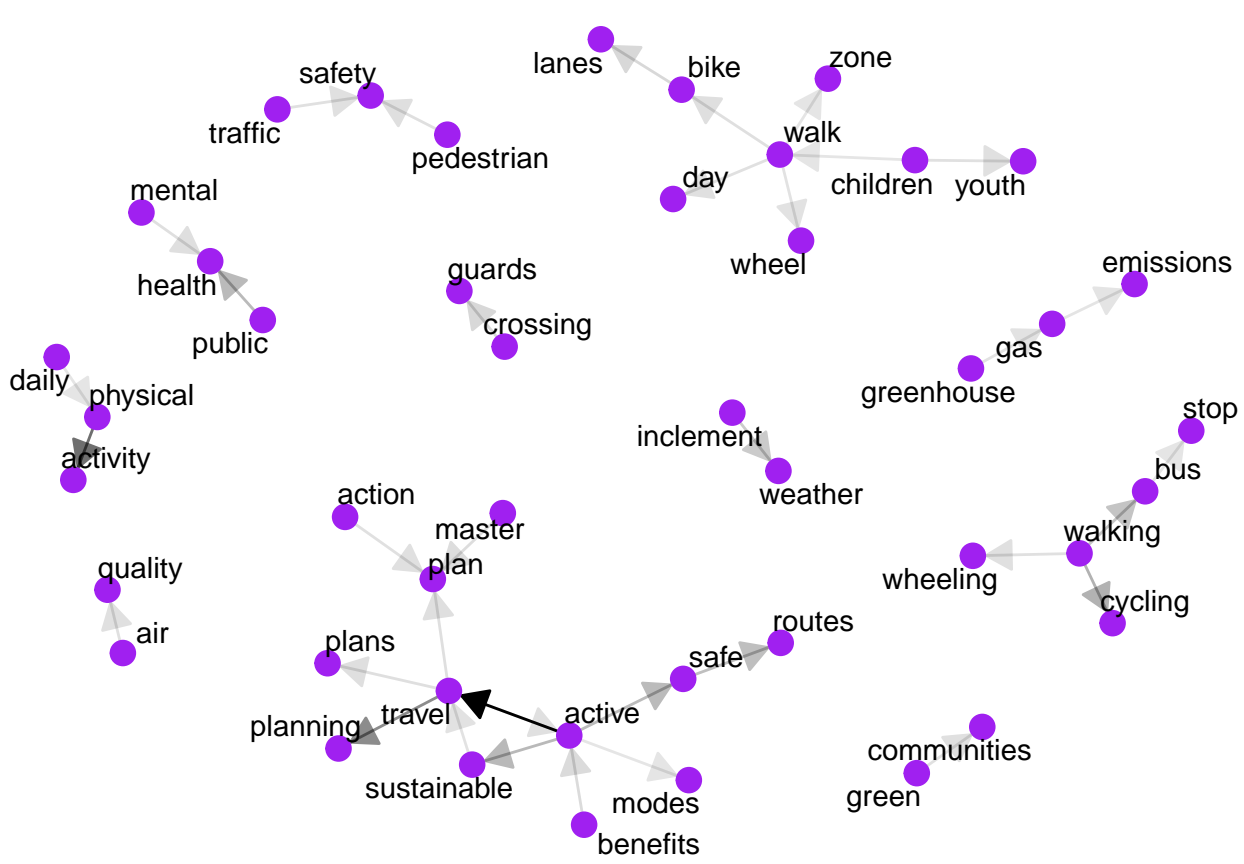 lanes
bike
zone
safety
traffic
pedestrian
walk
mental
day
children
youth
health
guards
wheel
emissions
public
crossing
gas
daily
physical
greenhouse
stop
activity
inclement
bus
action
weather
master
walking
quality
plan
wheeling
cycling
air
plans
routes
safe
planning
travel
active
communities
sustainable
modes
green
benefits